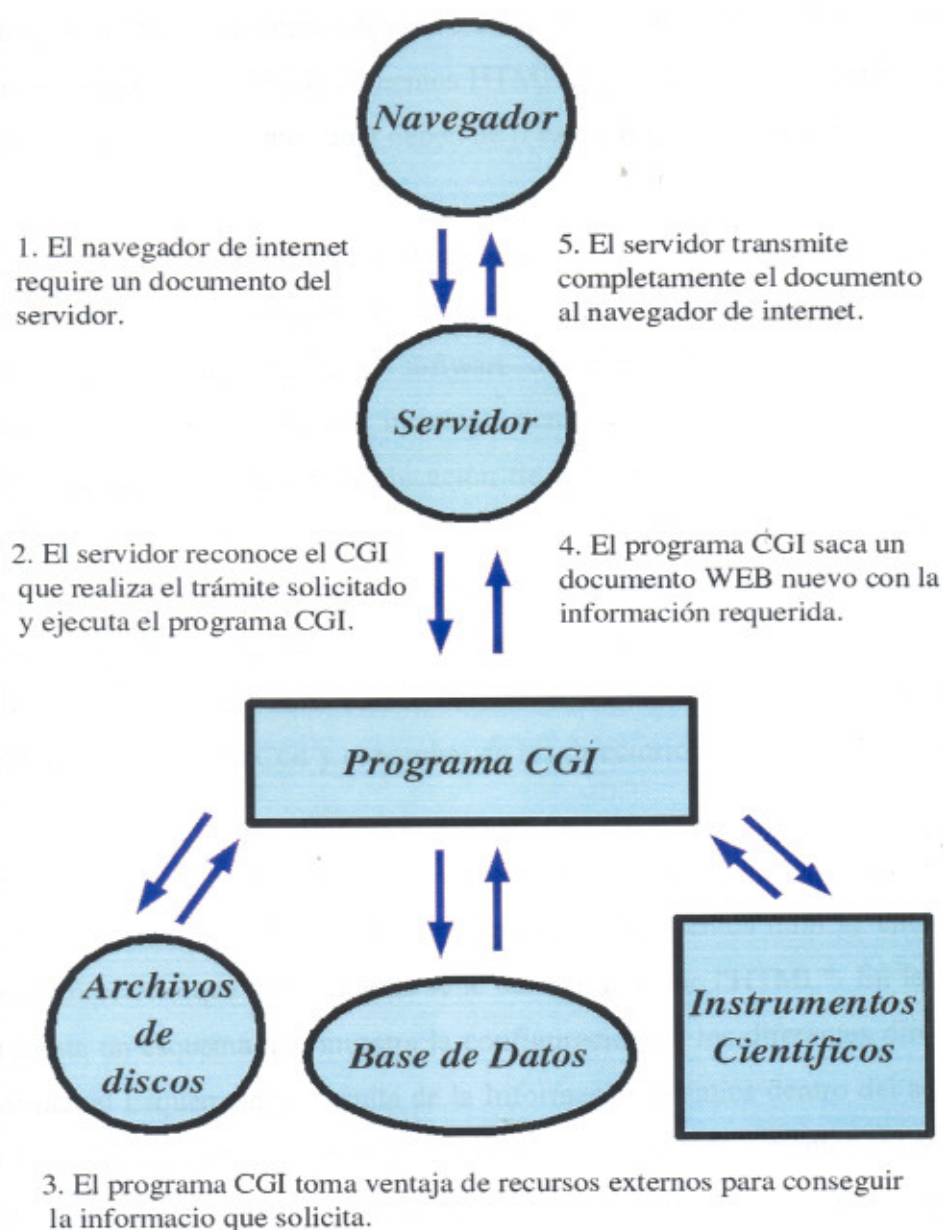 Navegador
1. El navegador de internet
require un documento del
servidor.
5. El servidor transmite
completamente el documento
al navegador de internet.
Servidor
2. El servidor reconoce el CGI
que realiza el trámite solicitado
y ejecuta el programa CGI.
4. El programa CGI saca un
documento WEB nuevo con la
información requerida.
Programa CGI
Archivos
de
discos
Base de Datos
Instrumentos
Científicos
3. El programa CGI toma ventaja de recursos externos para conseguir
la informacio que solicita.